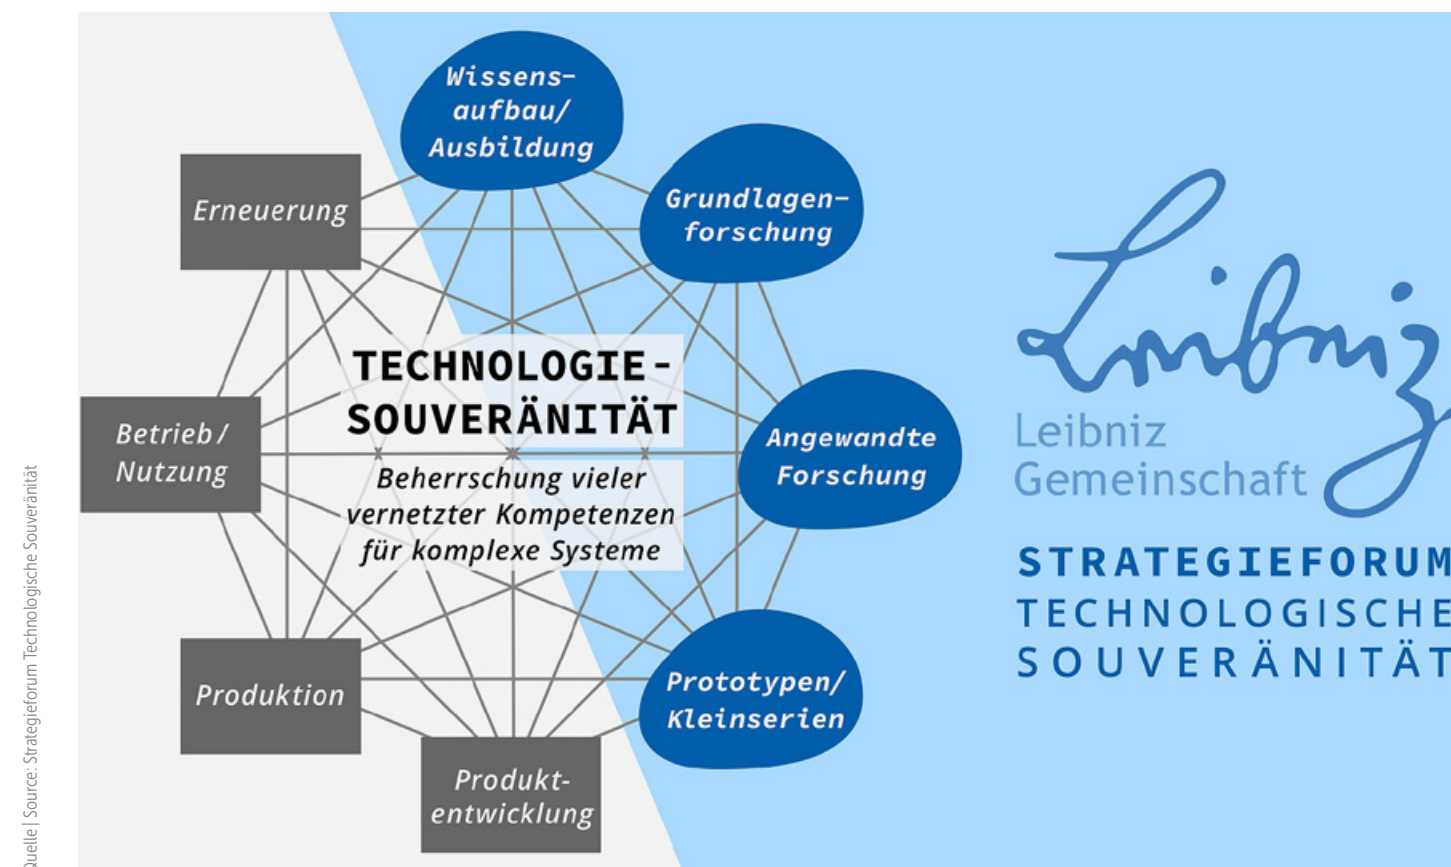 Wissens-
aufbau/
Ausbildung
Grundlagen-
forschung
Erneuerung
TECHNOLOGIE-
SOUVERÄNITÄT
Beherrschung vieler
vernetzter Kompetenzen
für komplexe Systeme
Betrieb/
Nutzung
Angewandte
Forschung
Produktion
Prototypen/
Kleinserien
Produkt-
entwicklung
Leibniz
Leibniz
Gemeinschaft
STRATEGIEFORUM
TECHNOLOGISCHE
SOUVERÄNITÄT
Quelle | Source: Strategieforum Technologische Souveränität